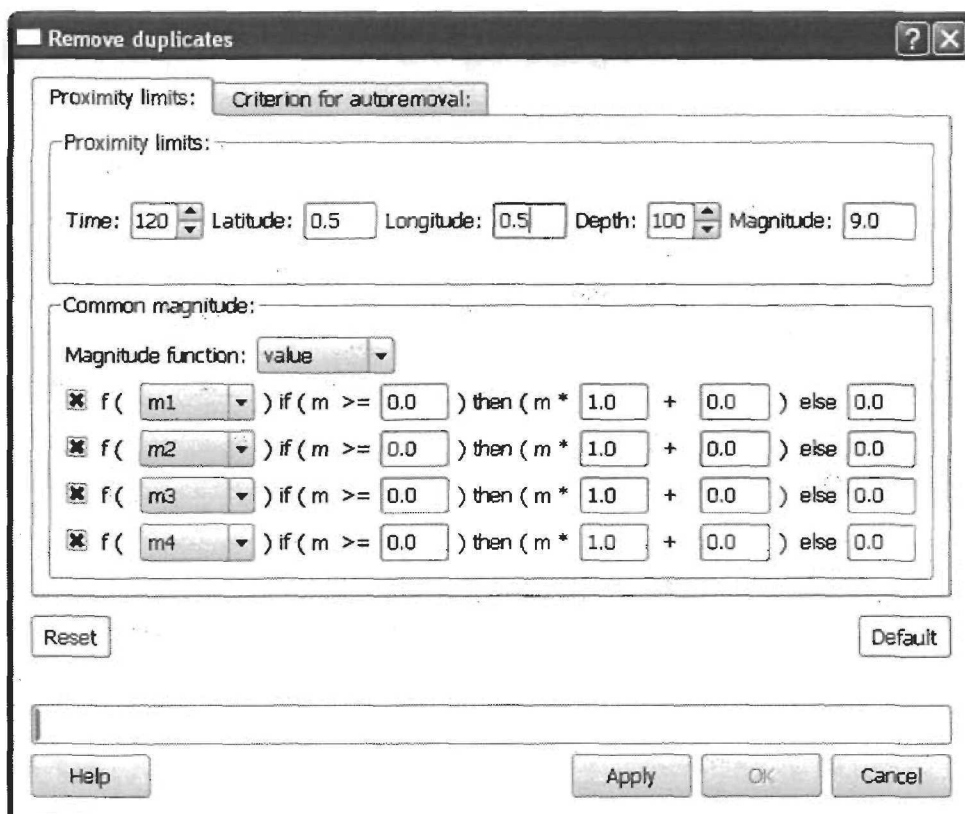 Remove duplicates
Proximity limits: Criterion for autoremoval:
Proximity limits:
Time: 120 Latitude: 0.5 Longitude: 0.5 Depth: 100 Magnitude: 9.0
Common magnitude:
Magnitude function: value
f ( m1 ) if ( m >= 0.0 ) then ( m * 1.0 + 0.0 ) else 0.0
f ( m2 ) if ( m >= 0.0 ) then ( m * 1.0 + 0.0 ) else 0.0
f ( m3 ) if ( m >= 0.0 ) then ( m * 1.0 + 0.0 ) else 0.0
f ( m4 ) if ( m >= 0.0 ) then ( m * 1.0 + 0.0 ) else 0.0
Reset Default
Help Apply OK Cancel